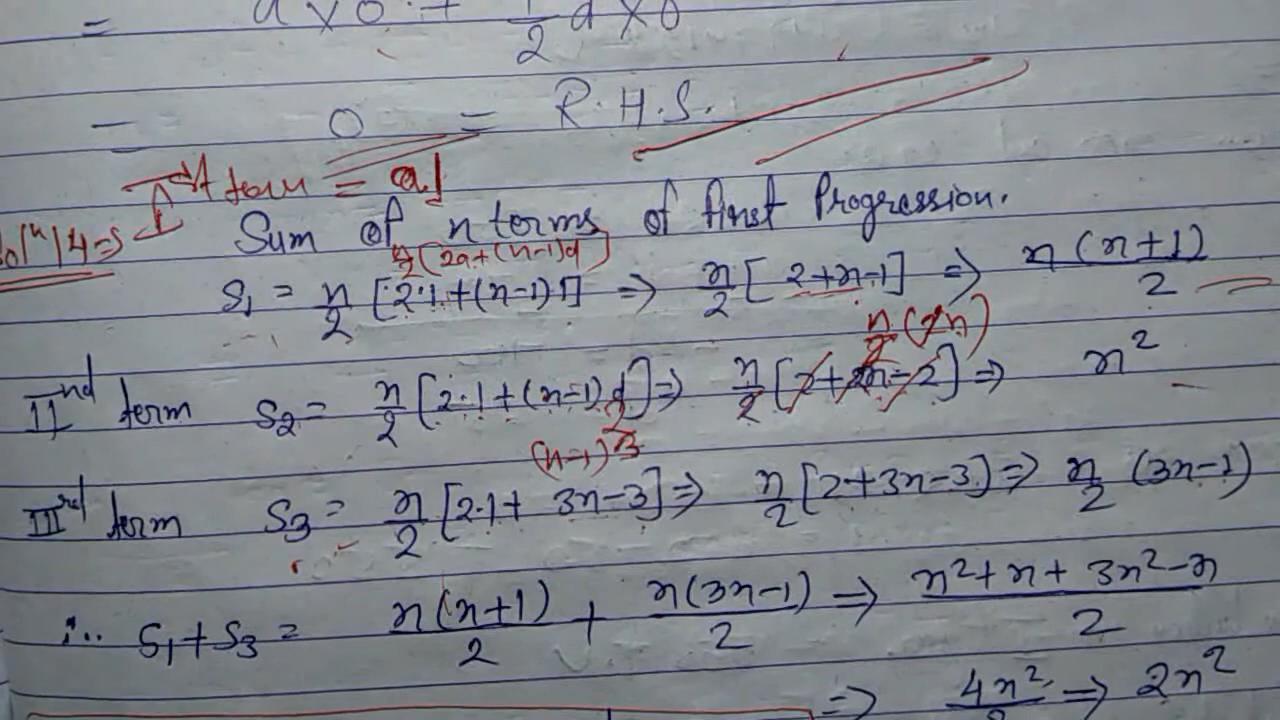 = a × 0 + 1/2 d × 0
= 0 = R.H.S.
Ist term = a1
Sum of n terms of first Progression.
n/2 (2a+(n-1)d)
S1 = n/2 [2·1+(n-1)1] ⇒ n/2 [2+n-1] ⇒ n(n+1)/2
n/2 (2n)
IInd term S2 = n/2 [2·1+(n-1)d] ⇒ n/2 [2+2n-2] ⇒ n²
2
(n-1)3
IIIrd term S3 = n/2 [2·1+ 3n-3] ⇒ n/2 [2+3n-3] ⇒ n/2 (3n-1)
∴ S1+S3 = n(n+1)/2 + n(3n-1)/2 ⇒ n²+n+3n²-n/2
⇒ 4n²/2 ⇒ 2n²